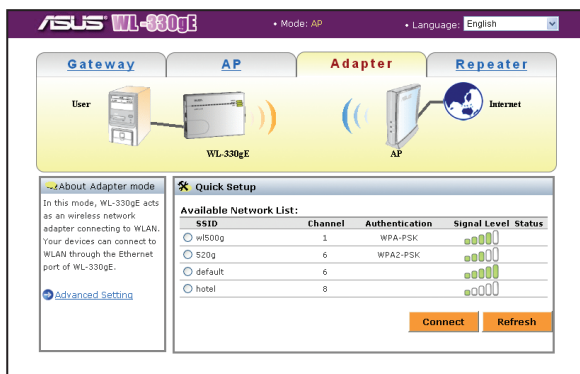 ASUS WL-330gE
• Mode: AP
• Language: English
Gateway
AP
Adapter
Repeater
User
WL-330gE
AP
Internet
About Adapter mode
In this mode, WL-330gE acts
as an wireless network
adapter connecting to WLAN.
Your devices can connect to
WLAN through the Ethernet
port of WL-330gE.
Advanced Setting
Quick Setup
Available Network List:
SSID Channel Authentication Signal Level Status
wl500g 1 WPA-PSK
520g 6 WPA2-PSK
default 6
hotel 8
Connect Refresh